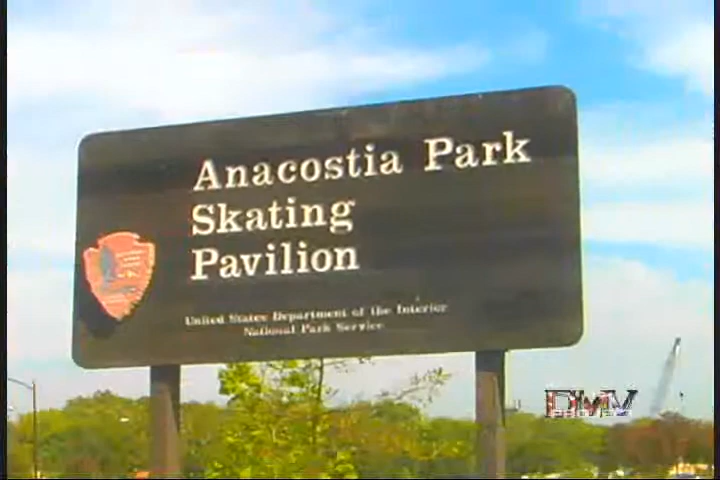 Anacostia Park
Skating
Pavilion
United States Department of the Interior
National Park Service
DMV